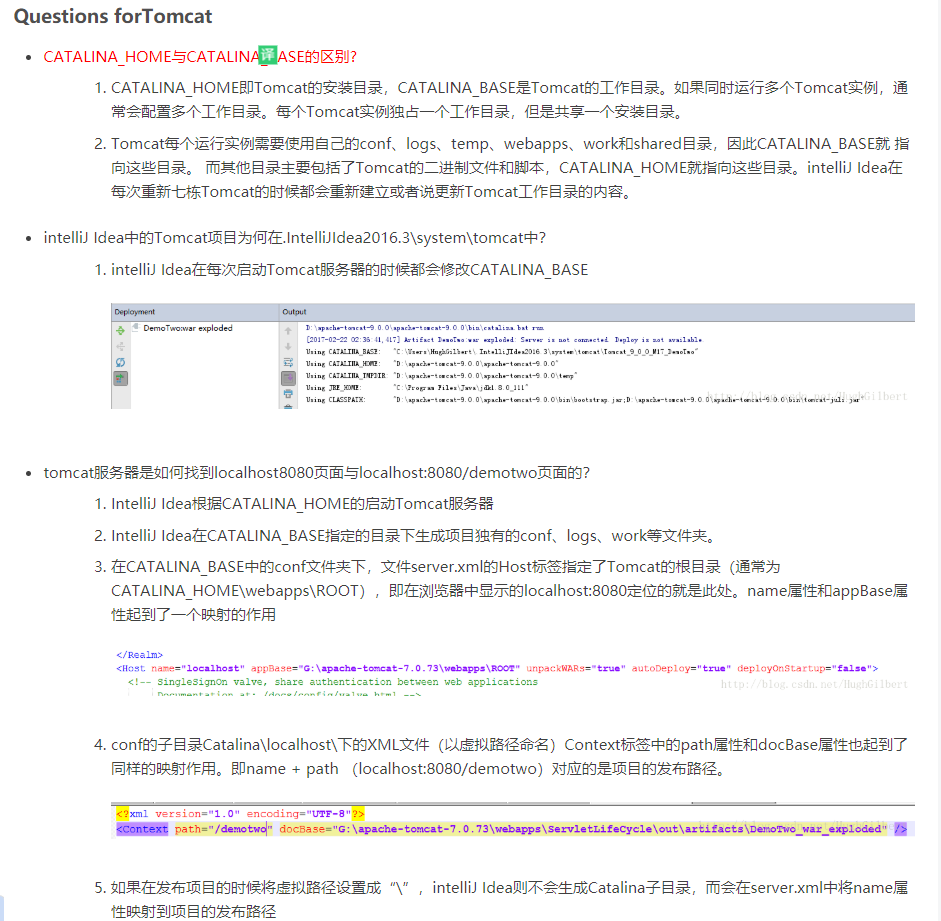 Questions forTomcat
CATALINA_HOME与CATALINA_译ASE的区别?
1. CATALINA_HOME即Tomcat的安装目录，CATALINA_BASE是Tomcat的工作目录。如果同时运行多个Tomcat实例，通
常会配置多个工作目录。每个Tomcat实例独占一个工作目录，但是共享一个安装目录。
2. Tomcat每个运行实例需要使用自己的conf、logs、temp、webapps、work和shared目录，因此CATALINA_BASE就 指
向这些目录。 而其他目录主要包括了Tomcat的二进制文件和脚本，CATALINA_HOME就指向这些目录。intelliJ Idea在
每次重新七栋Tomcat的时候都会重新建立或者说更新Tomcat工作目录的内容。
intelliJ Idea中的Tomcat项目为何在.IntelliJIdea2016.3\system\tomcat中?
1. intelliJ Idea在每次启动Tomcat服务器的时候都会修改CATALINA_BASE
Deployment
Output
DemoTwo:war exploded
D:\apache-tomcat-9.0.0\apache-tomcat-9.0.0\bin\catalina.bat run
[2017-02-22 02:36:41,417] Artifact DemoTwo:war exploded: Server is not connected. Deploy is not available.
Using CATALINA_BASE: "C:\Users\HughGilbert\.IntelliJIdea2016.3\system\tomcat\Tomcat_9_0_0_M17_DemoTwo"
Using CATALINA_HOME: "D:\apache-tomcat-9.0.0\apache-tomcat-9.0.0"
Using CATALINA_TMPDIR: "D:\apache-tomcat-9.0.0\apache-tomcat-9.0.0\temp"
Using JRE_HOME: "C:\Program Files\Java\jdk1.8.0_111"
Using CLASSPATH: "D:\apache-tomcat-9.0.0\apache-tomcat-9.0.0\bin\bootstrap.jar;D:\apache-tomcat-9.0.0\apache-tomcat-9.0.0\bin\tomcat-juli.jar"
http://blog.csdn.net/HughGilbert
tomcat服务器是如何找到localhost8080页面与localhost:8080/demotwo页面的?
1. IntelliJ Idea根据CATALINA_HOME的启动Tomcat服务器
2. IntelliJ Idea在CATALINA_BASE指定的目录下生成项目独有的conf、logs、work等文件夹。
3. 在CATALINA_BASE中的conf文件夹下，文件server.xml的Host标签指定了Tomcat的根目录（通常为
CATALINA_HOME\webapps\ROOT），即在浏览器中显示的localhost:8080定位的就是此处。name属性和appBase属
性起到了一个映射的作用
</Realm>
<Host name="localhost" appBase="G:\apache-tomcat-7.0.73\webapps\ROOT" unpackWARs="true" autoDeploy="true" deployOnStartup="false">
<!-- SingleSignOn valve, share authentication between web applications
Documentation at: /docs/config/valve.html -->
http://blog.csdn.net/HughGilbert
4. conf的子目录Catalina\localhost\下的XML文件（以虚拟路径命名）Context标签中的path属性和docBase属性也起到了
同样的映射作用。即name + path （localhost:8080/demotwo）对应的是项目的发布路径。
<?xml version="1.0" encoding="UTF-8"?>
<Context path="/demotwo" docBase="G:\apache-tomcat-7.0.73\webapps\ServletLifeCycle\out\artifacts\DemoTwo_war_exploded" />
5. 如果在发布项目的时候将虚拟路径设置成“\”，intelliJ Idea则不会生成Catalina子目录，而会在server.xml中将name属
性映射到项目的发布路径